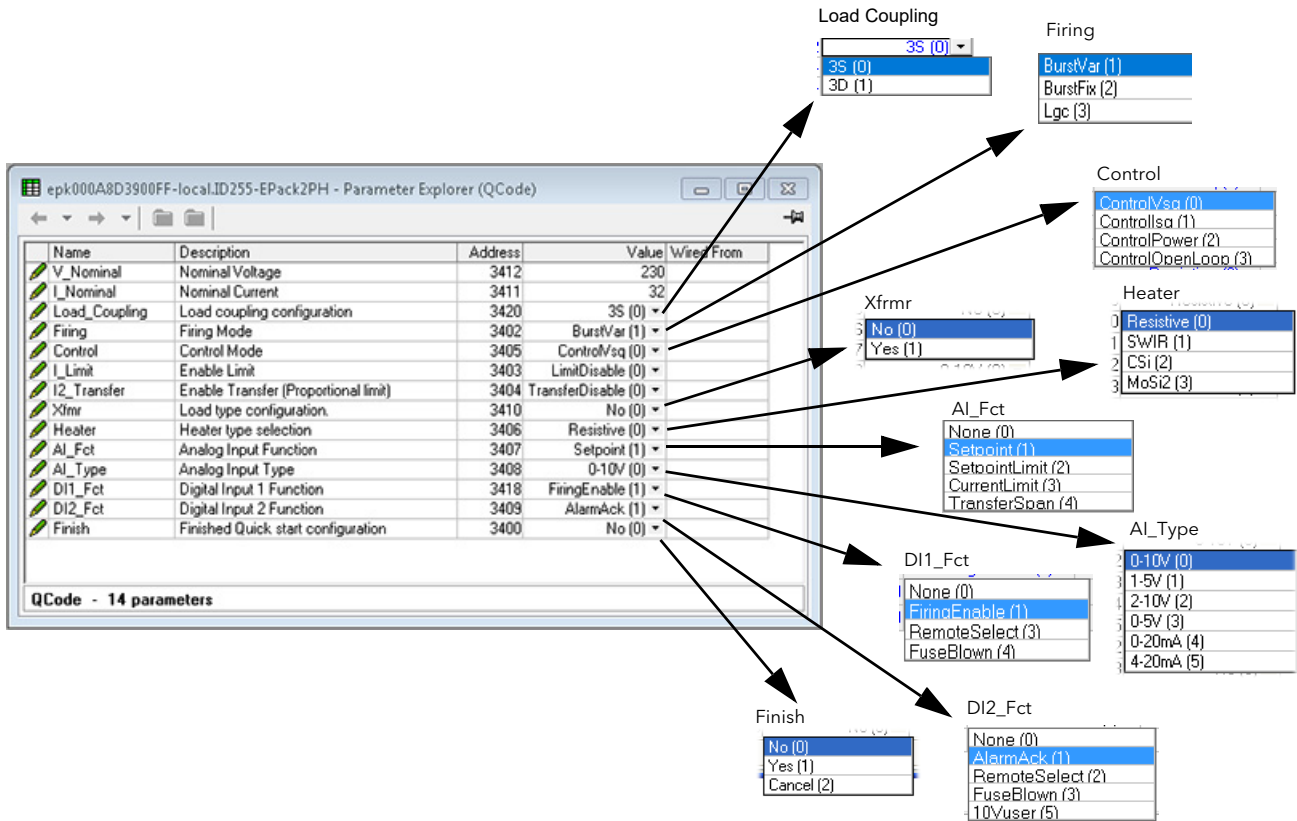 Load Coupling
3S (0)
3S (0)
3D (1)
Firing
BurstVar (1)
BurstFix (2)
Lgc (3)
Control
ControlVsq (0)
ControlIsq (1)
ControlPower (2)
ControlOpenLoop (3)
epk000A8D3900FF-local.ID255-EPack2PH - Parameter Explorer (QCode)
Name Description Address Value Wired From
V_Nominal Nominal Voltage 3412 230
I_Nominal Nominal Current 3411 32
Load_Coupling Load coupling configuration 3420 3S (0)
Firing Firing Mode 3402 BurstVar (1)
Control Control Mode 3405 ControlVsq (0)
I_Limit Enable Limit 3403 LimitDisable (0)
I2_Transfer Enable Transfer (Proportional limit) 3404 TransferDisable (0)
Xfmr Load type configuration. 3410 No (0)
Heater Heater type selection 3406 Resistive (0)
AI_Fct Analog Input Function 3407 Setpoint (1)
AI_Type Analog Input Type 3408 0-10V (0)
DI1_Fct Digital Input 1 Function 3418 FiringEnable (1)
DI2_Fct Digital Input 2 Function 3409 AlarmAck (1)
Finish Finished Quick start configuration 3400 No (0)
QCode - 14 parameters
Xfrmr
No (0)
Yes (1)
Heater
Resistive (0)
SWIR (1)
CSi (2)
MoSi2 (3)
AI_Fct
None (0)
Setpoint (1)
SetpointLimit (2)
CurrentLimit (3)
TransferSpan (4)
AI_Type
0-10V (0)
1-5V (1)
2-10V (2)
0-5V (3)
0-20mA (4)
4-20mA (5)
DI1_Fct
None (0)
FiringEnable (1)
RemoteSelect (3)
FuseBlown (4)
Finish
No (0)
Yes (1)
Cancel (2)
DI2_Fct
None (0)
AlarmAck (1)
RemoteSelect (2)
FuseBlown (3)
10Vuser (5)